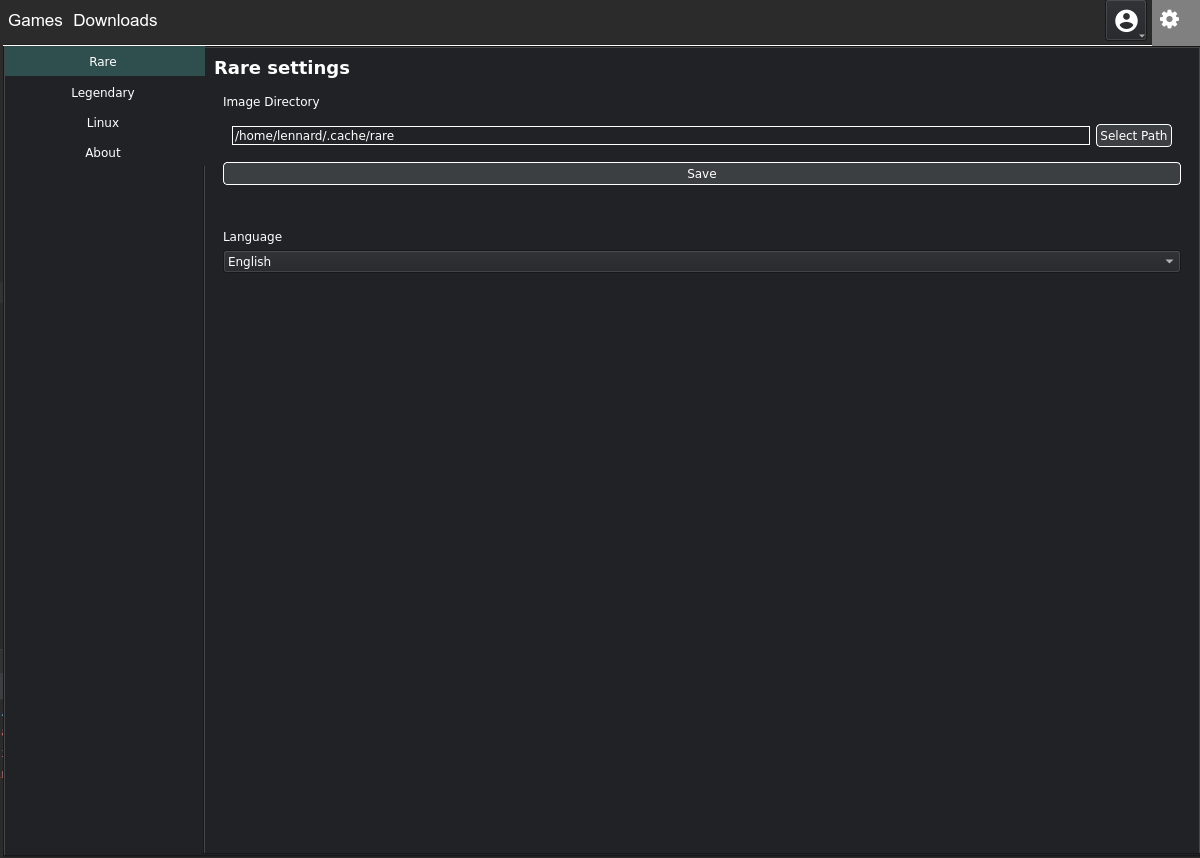 Games Downloads
Rare
Legendary
Linux
About
Rare settings
Image Directory
/home/lennard/.cache/rare Select Path
Save
Language
English